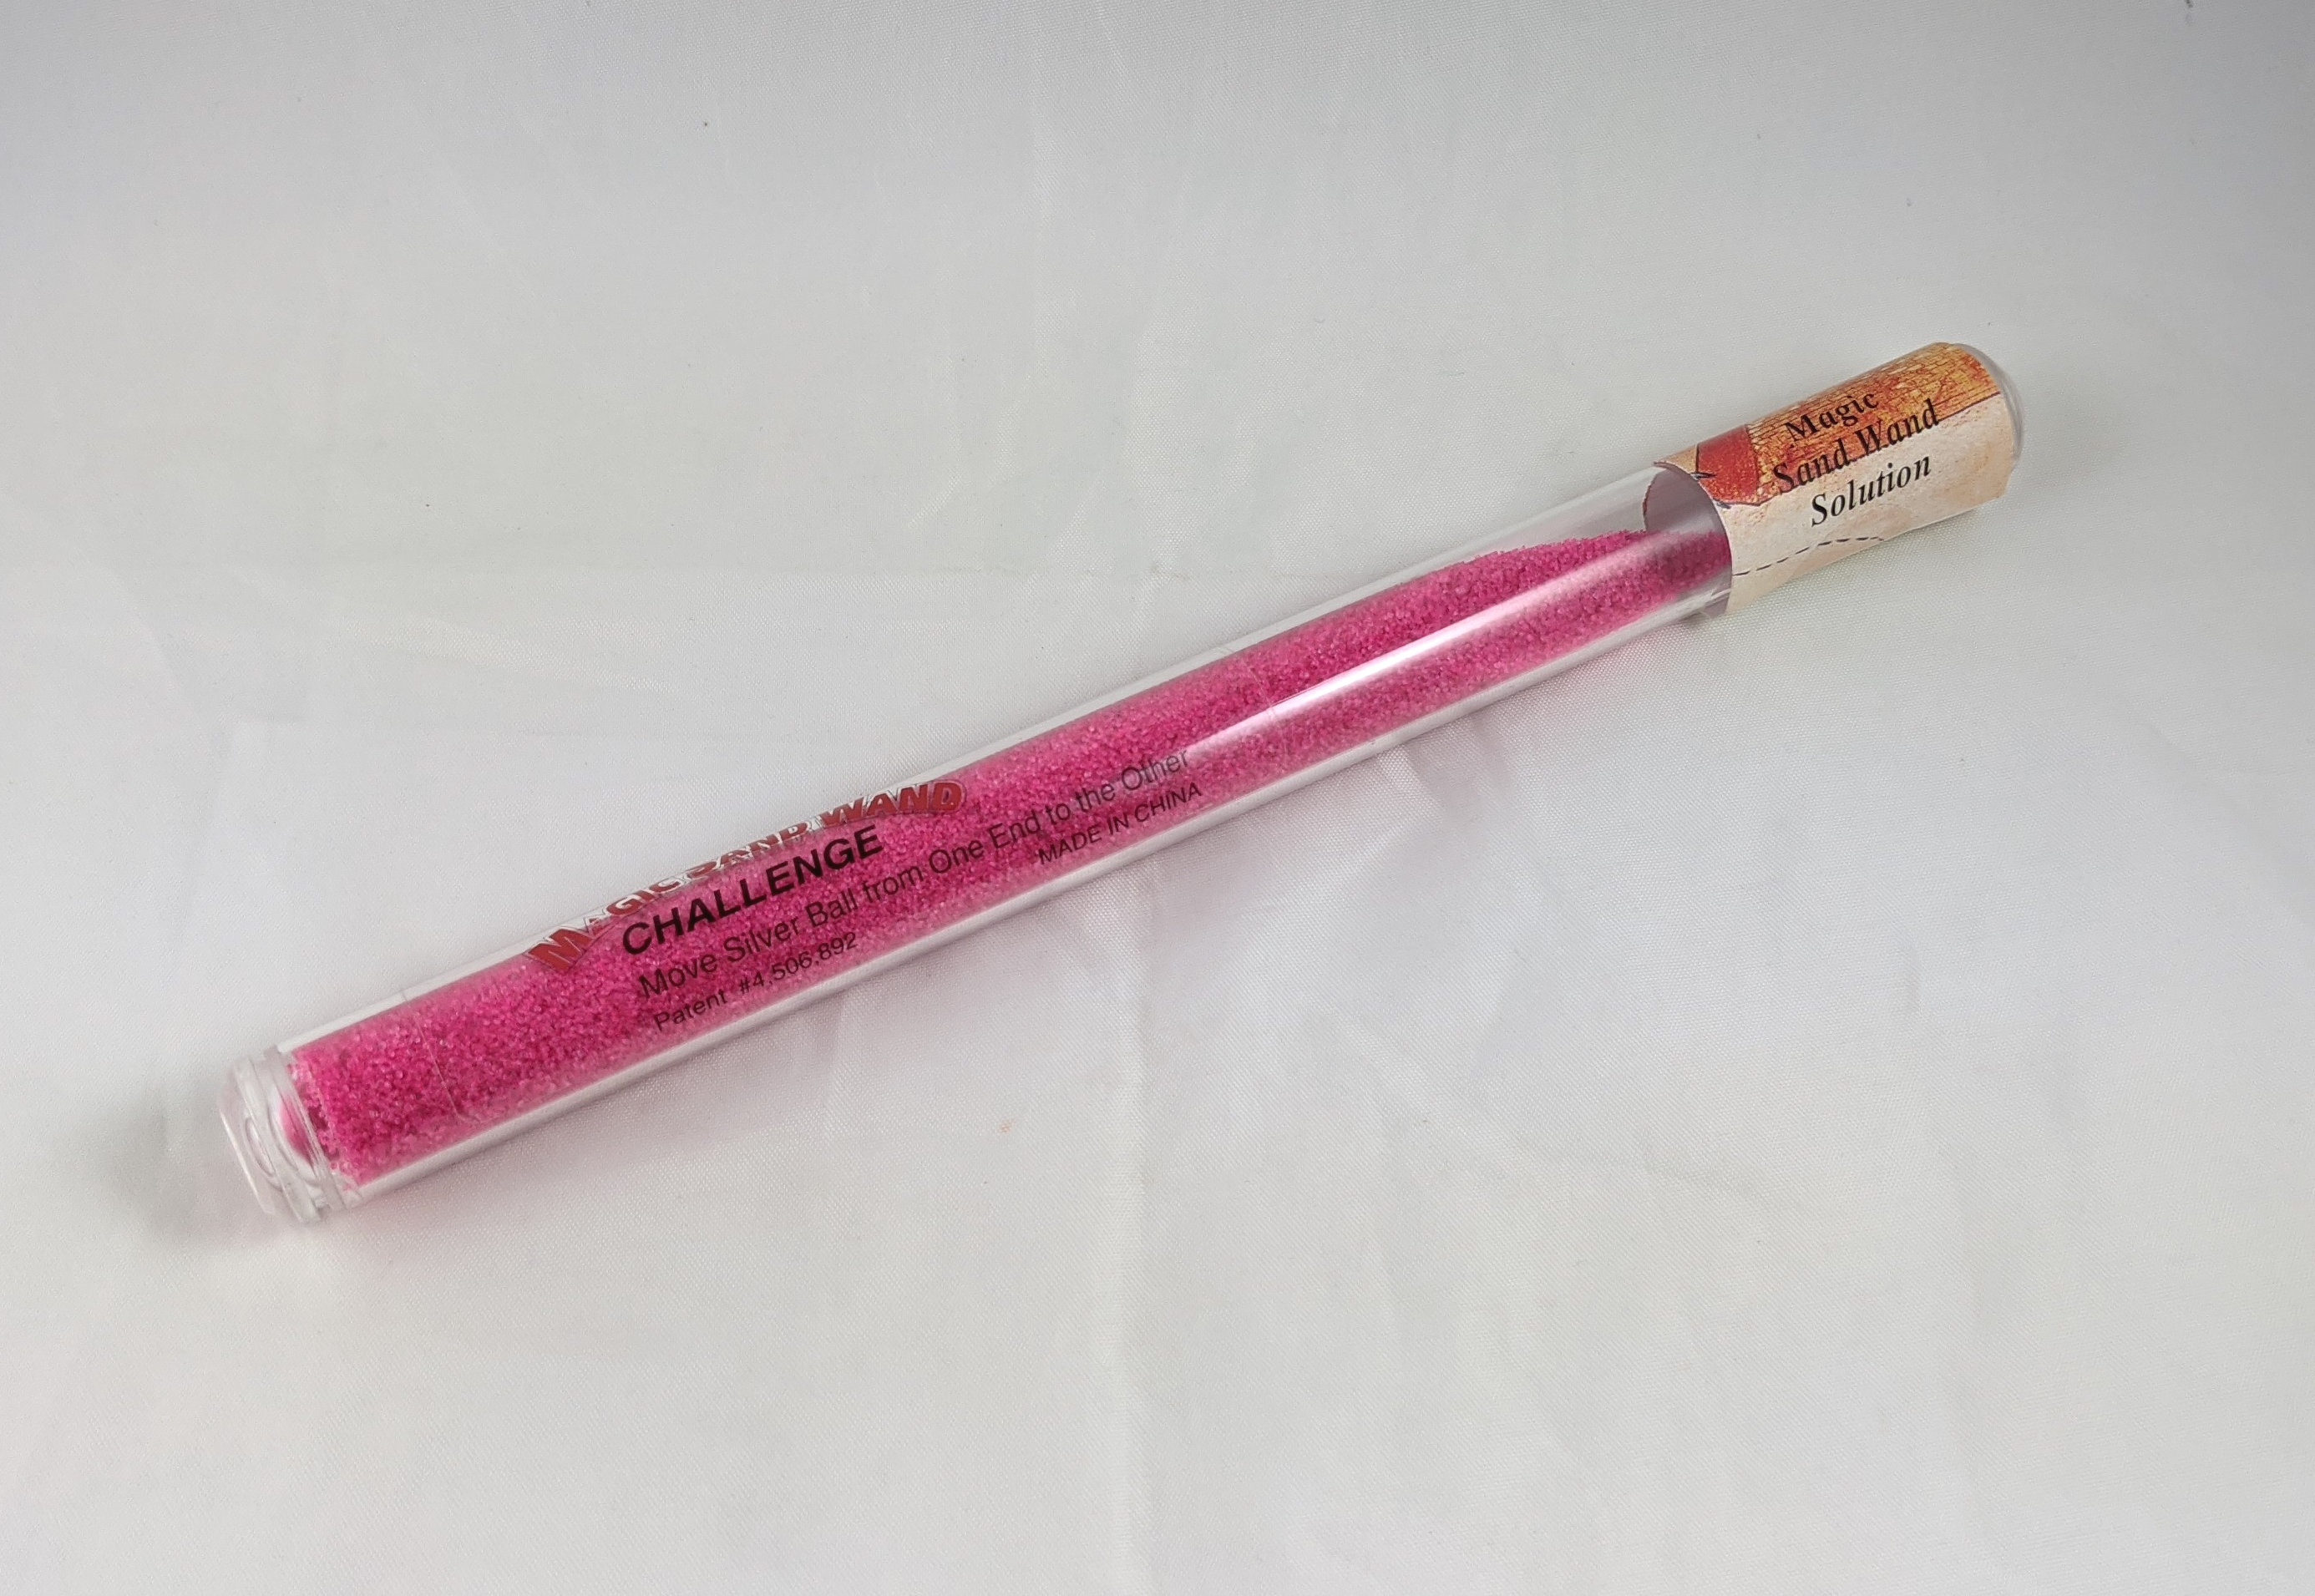 MAGIC SAND WAND
CHALLENGE
Move Silver Ball from One End to the Other
Patent #4,506,892
MADE IN CHINA
Magic
Sand Wand
Solution